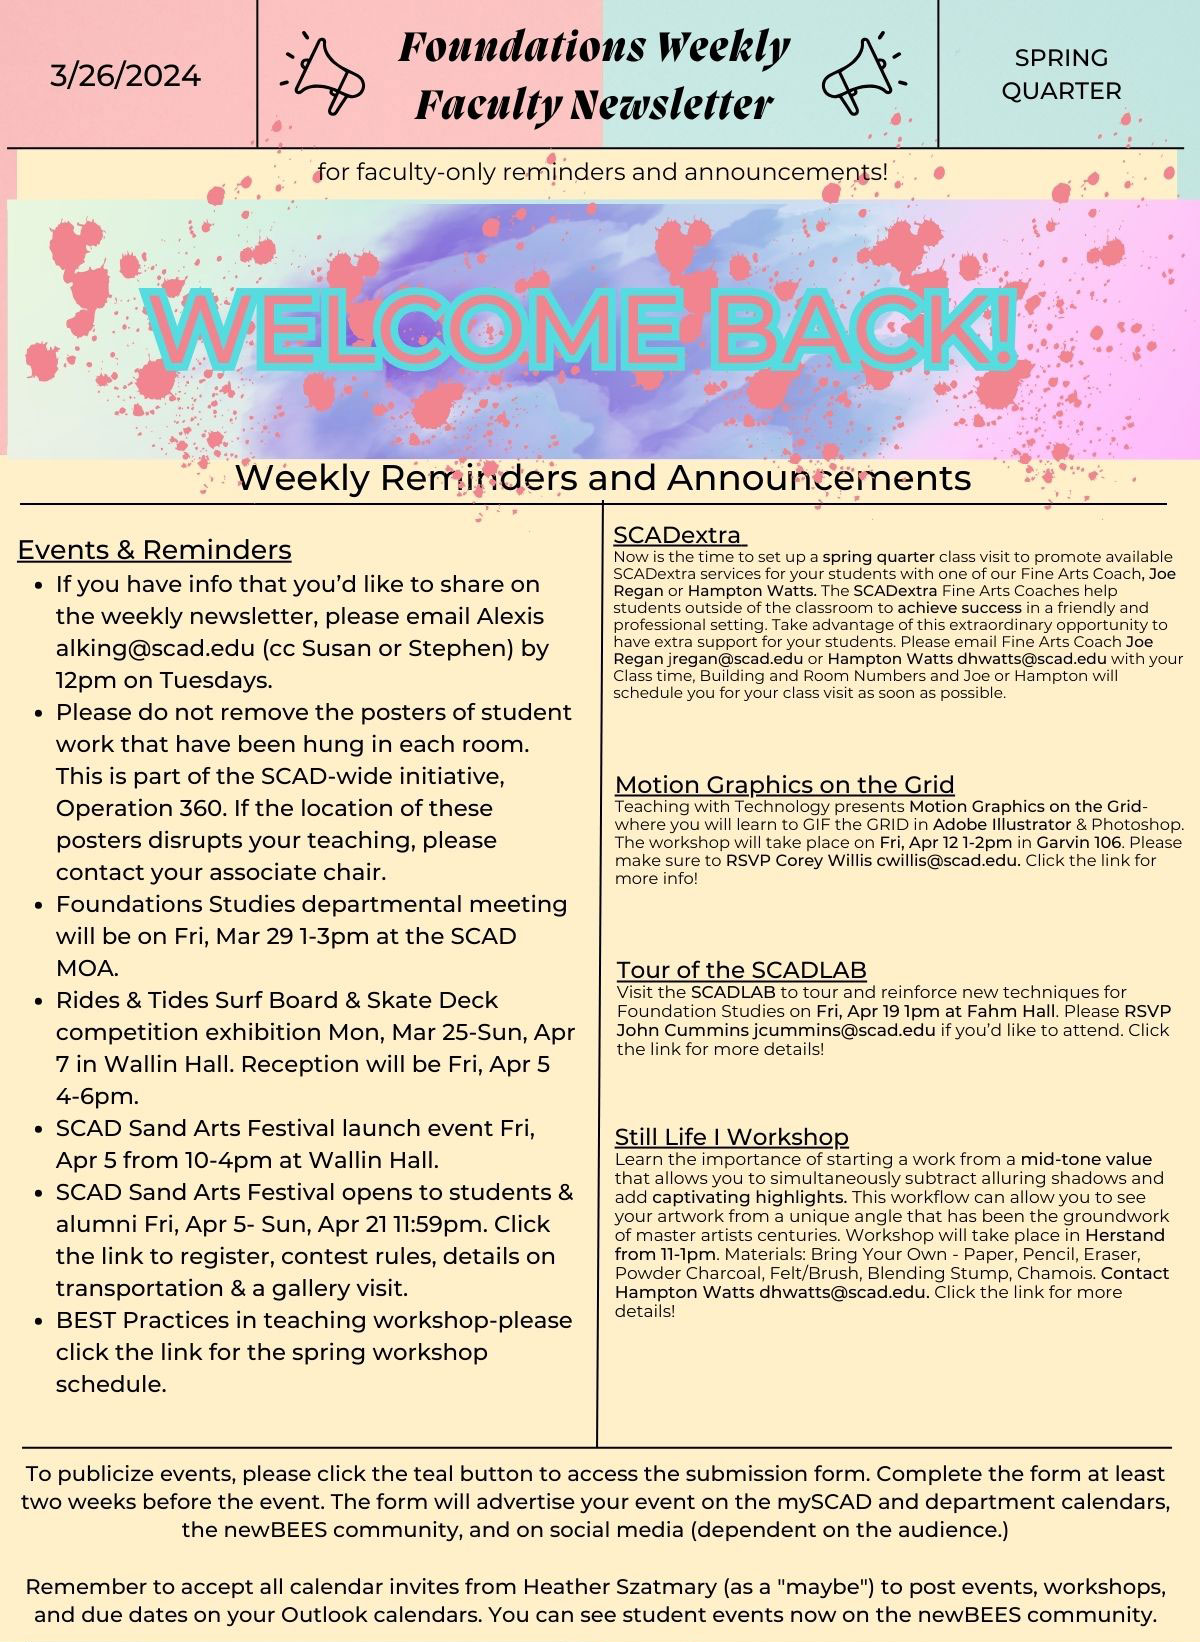 3/26/2024
Foundations Weekly
Faculty Newsletter
SPRING
QUARTER
for faculty-only reminders and announcements!
WELCOME BACK!
Weekly Reminders and Announcements
Events & Reminders
• If you have info that you’d like to share on
the weekly newsletter, please email Alexis
alking@scad.edu (cc Susan or Stephen) by
12pm on Tuesdays.
• Please do not remove the posters of student
work that have been hung in each room.
This is part of the SCAD-wide initiative,
Operation 360. If the location of these
posters disrupts your teaching, please
contact your associate chair.
• Foundations Studies departmental meeting
will be on Fri, Mar 29 1-3pm at the SCAD
MOA.
• Rides & Tides Surf Board & Skate Deck
competition exhibition Mon, Mar 25-Sun, Apr
7 in Wallin Hall. Reception will be Fri, Apr 5
4-6pm.
• SCAD Sand Arts Festival launch event Fri,
Apr 5 from 10-4pm at Wallin Hall.
• SCAD Sand Arts Festival opens to students &
alumni Fri, Apr 5- Sun, Apr 21 11:59pm. Click
the link to register, contest rules, details on
transportation & a gallery visit.
• BEST Practices in teaching workshop-please
click the link for the spring workshop
schedule.
SCADextra
Now is the time to set up a spring quarter class visit to promote available
SCADextra services for your students with one of our Fine Arts Coach, Joe
Regan or Hampton Watts. The SCADextra Fine Arts Coaches help
students outside of the classroom to achieve success in a friendly and
professional setting. Take advantage of this extraordinary opportunity to
have extra support for your students. Please email Fine Arts Coach Joe
Regan jregan@scad.edu or Hampton Watts dhwatts@scad.edu with your
Class time, Building and Room Numbers and Joe or Hampton will
schedule you for your class visit as soon as possible.
Motion Graphics on the Grid
Teaching with Technology presents Motion Graphics on the Grid-
where you will learn to GIF the GRID in Adobe Illustrator & Photoshop.
The workshop will take place on Fri, Apr 12 1-2pm in Garvin 106. Please
make sure to RSVP Corey Willis cwillis@scad.edu. Click the link for
more info!
Tour of the SCADLAB
Visit the SCADLAB to tour and reinforce new techniques for
Foundation Studies on Fri, Apr 19 1pm at Fahm Hall. Please RSVP
John Cummins jcummins@scad.edu if you’d like to attend. Click
the link for more details!
Still Life I Workshop
Learn the importance of starting a work from a mid-tone value
that allows you to simultaneously subtract alluring shadows and
add captivating highlights. This workflow can allow you to see
your artwork from a unique angle that has been the groundwork
of master artists centuries. Workshop will take place in Herstand
from 11-1pm. Materials: Bring Your Own - Paper, Pencil, Eraser,
Powder Charcoal, Felt/Brush, Blending Stump, Chamois. Contact
Hampton Watts dhwatts@scad.edu. Click the link for more
details!
To publicize events, please click the teal button to access the submission form. Complete the form at least
two weeks before the event. The form will advertise your event on the mySCAD and department calendars,
the newBEES community, and on social media (dependent on the audience.)
Remember to accept all calendar invites from Heather Szatmary (as a "maybe") to post events, workshops,
and due dates on your Outlook calendars. You can see student events now on the newBEES community.